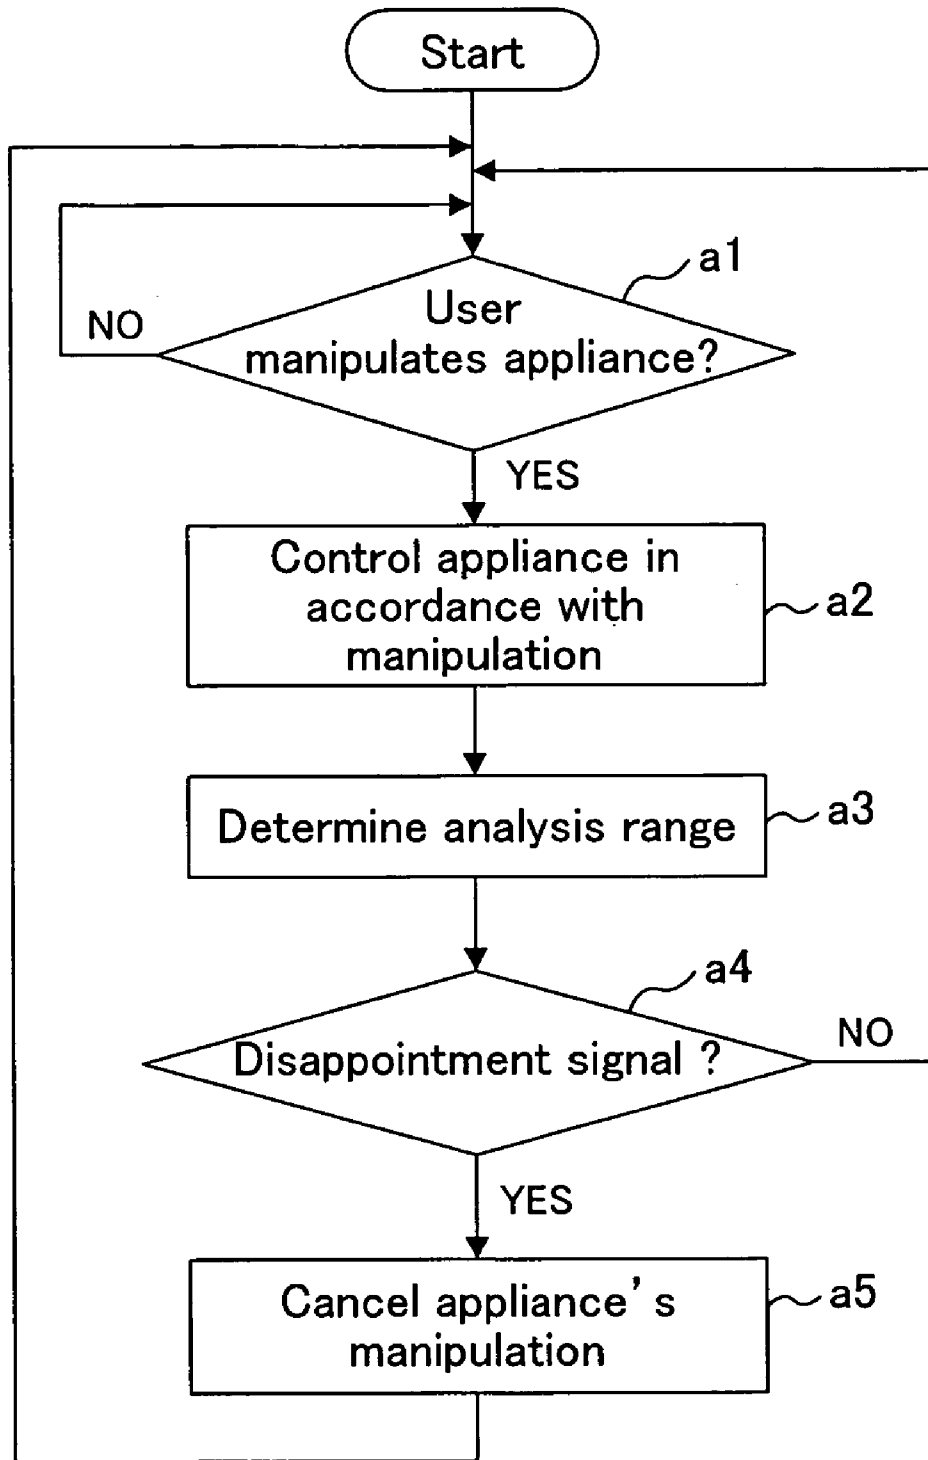 Start
a1
User
manipulates appliance?
NO
YES
Control appliance in
accordance with
manipulation
a2
Determine analysis range
a3
a4
Disappointment signal ?
NO
YES
Cancel appliance's
manipulation
a5